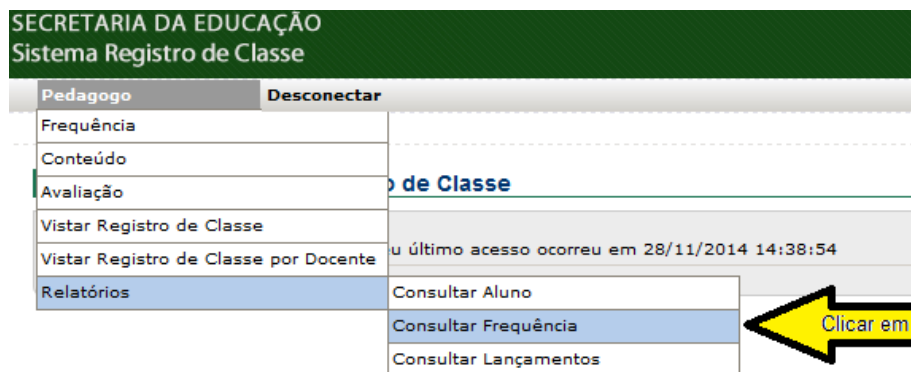 SECRETARIA DA EDUCAÇÃO
Sistema Registro de Classe
Pedagogo Desconectar
Frequência
Conteúdo
Avaliação
de Classe
Vistar Registro de Classe
Vistar Registro de Classe por Docente
último acesso ocorreu em 28/11/2014 14:38:54
Relatórios
Consultar Aluno
Consultar Frequência
Clicar em
Consultar Lançamentos